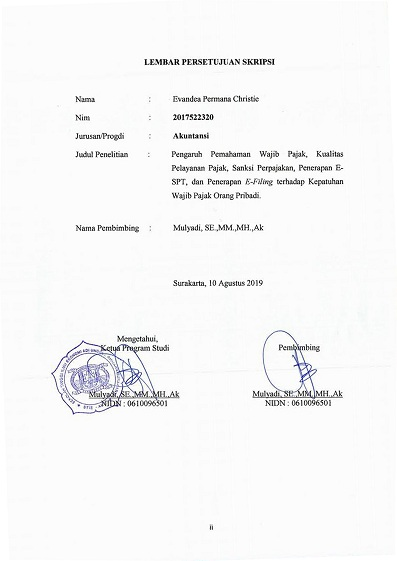 LEMBAR PERSETUJUAN SKRIPSI
Nama : Evandea Permana Christie
Nim : 2017522320
Jurusan/Progdi : Akuntansi
Judul Penelitian : Pengaruh Pemahaman Wajib Pajak, Kualitas
Pelayanan Pajak, Sanksi Perpajakan, Penerapan E-
SPT, dan Penerapan E-Filing terhadap Kepatuhan
Wajib Pajak Orang Pribadi.
Nama Pembimbing : Mulyadi, SE.,MM.,MH.,Ak
Surakarta, 10 Agustus 2019
Mengetahui,
Ketua Program Studi
Pembimbing
Mulyadi, SE.,MM.,MH.,Ak
NIDN : 0610096501
Mulyadi, SE.,MM.,MH.,Ak
NIDN : 0610096501
ii